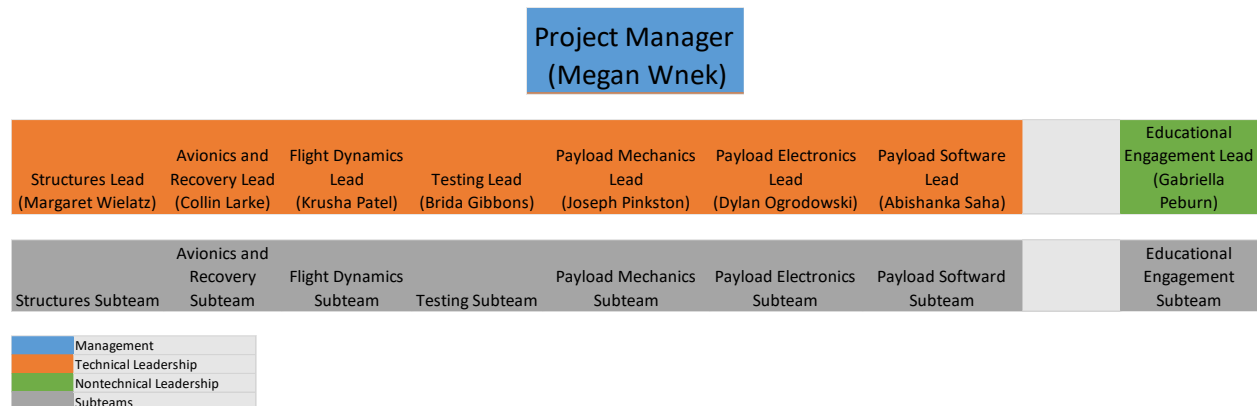 Project Manager
(Megan Wnek)
Structures Lead
(Margaret Wielatz)
Avionics and
Recovery Lead
(Collin Larke)
Flight Dynamics
Lead
(Krusha Patel)
Testing Lead
(Brida Gibbons)
Payload Mechanics
Lead
(Joseph Pinkston)
Payload Electronics
Lead
(Dylan Ogrodowski)
Payload Software
Lead
(Abishanka Saha)
Educational
Engagement Lead
(Gabriella
Peburn)
Structures Subteam
Avionics and
Recovery
Subteam
Flight Dynamics
Subteam
Testing Subteam
Payload Mechanics
Subteam
Payload Electronics
Subteam
Payload Softward
Subteam
Educational
Engagement
Subteam
Management
Technical Leadership
Nontechnical Leadership
Subteams